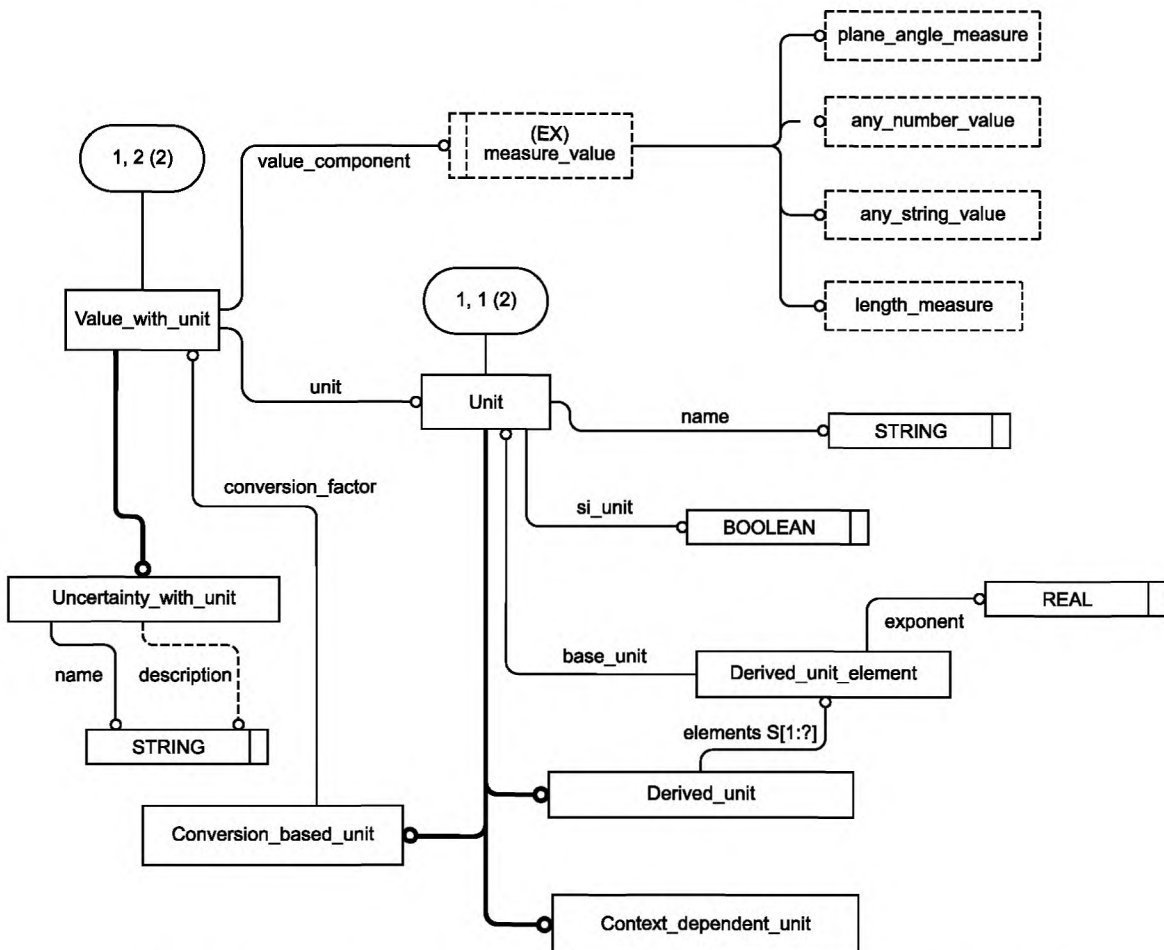 plane_angle_measure
(EX)
measure_value
any_number_value
1, 2 (2)
value_component
any_string_value
1, 1 (2)
length_measure
Value_with_unit
unit
Unit
name
STRING
conversion_factor
si_unit
BOOLEAN
Uncertainty_with_unit
REAL
exponent
name
description
base_unit
Derived_unit_element
elements S[1:?]
STRING
Derived_unit
Conversion_based_unit
Context_dependent_unit